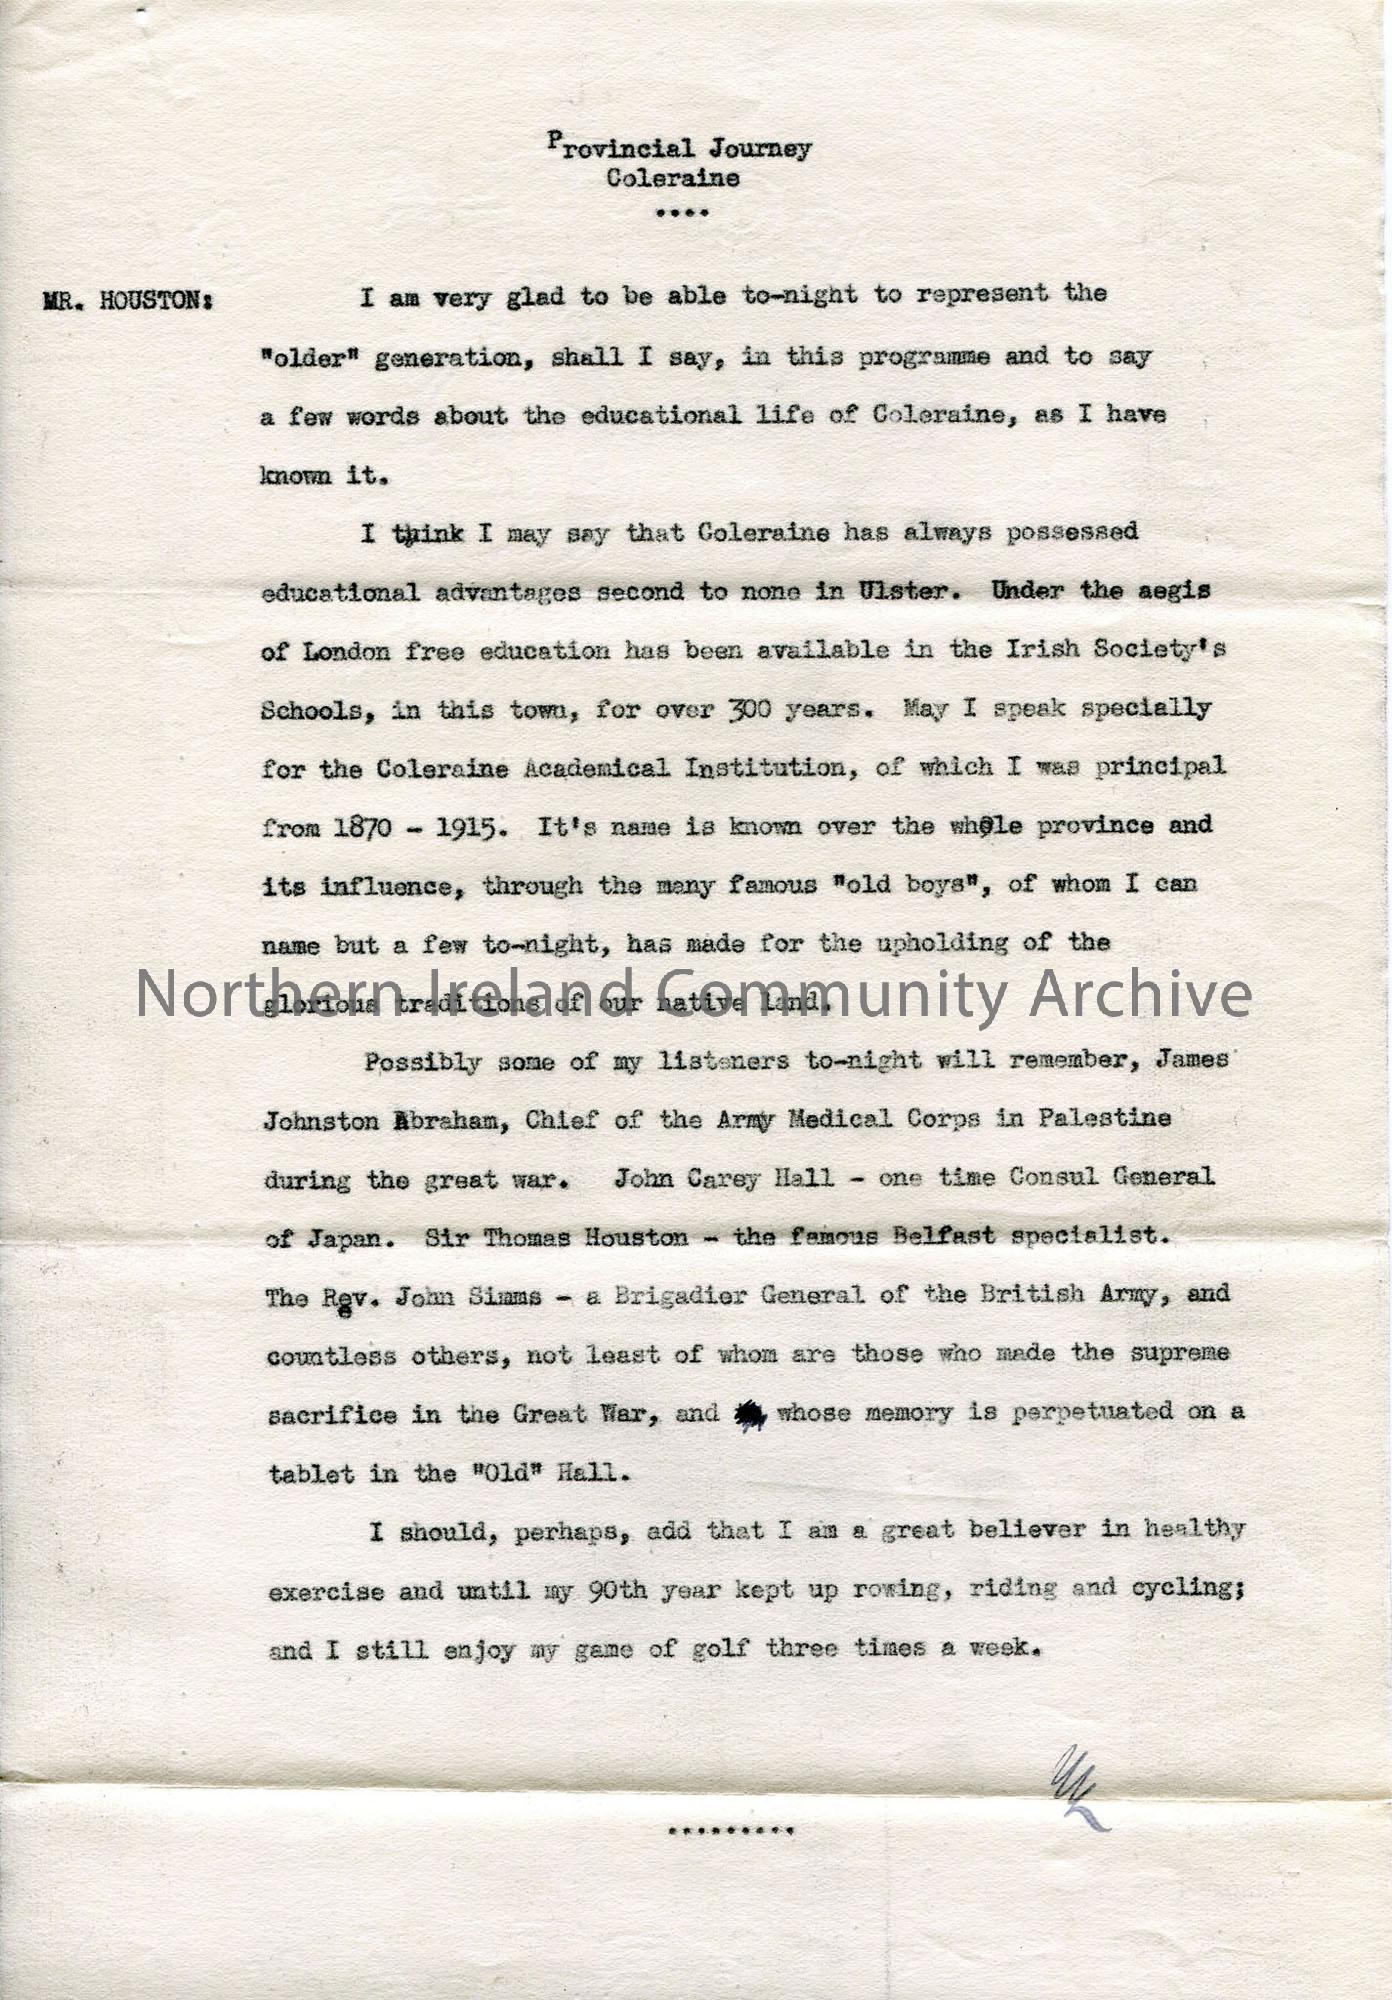 Provincial Journey
Coleraine
....
MR. HOUSTON: I am very glad to be able to-night to represent the
"older" generation, shall I say, in this programme and to say
a few words about the educational life of Coleraine, as I have
known it.
I think I may say that Coleraine has always possessed
educational advantages second to none in Ulster. Under the aegis
of London free education has been available in the Irish Society's
Schools, in this town, for over 300 years. May I speak specially
for the Coleraine Academical Institution, of which I was principal
from 1870 - 1915. It's name is known over the whole province and
its influence, through the many famous "old boys", of whom I can
name but a few to-night, has made for the upholding of the
glorious traditions of our native land.
Northern Ireland Community Archive
Possibly some of my listeners to-night will remember, James
Johnston Abraham, Chief of the Army Medical Corps in Palestine
during the great war. John Carey Hall - one time Consul General
of Japan. Sir Thomas Houston - the famous Belfast specialist.
The Rev. John Simms - a Brigadier General of the British Army, and
countless others, not least of whom are those who made the supreme
sacrifice in the Great War, and whose memory is perpetuated on a
tablet in the "Old" Hall.
I should, perhaps, add that I am a great believer in healthy
exercise and until my 90th year kept up rowing, riding and cycling;
and I still enjoy my game of golf three times a week.
.........